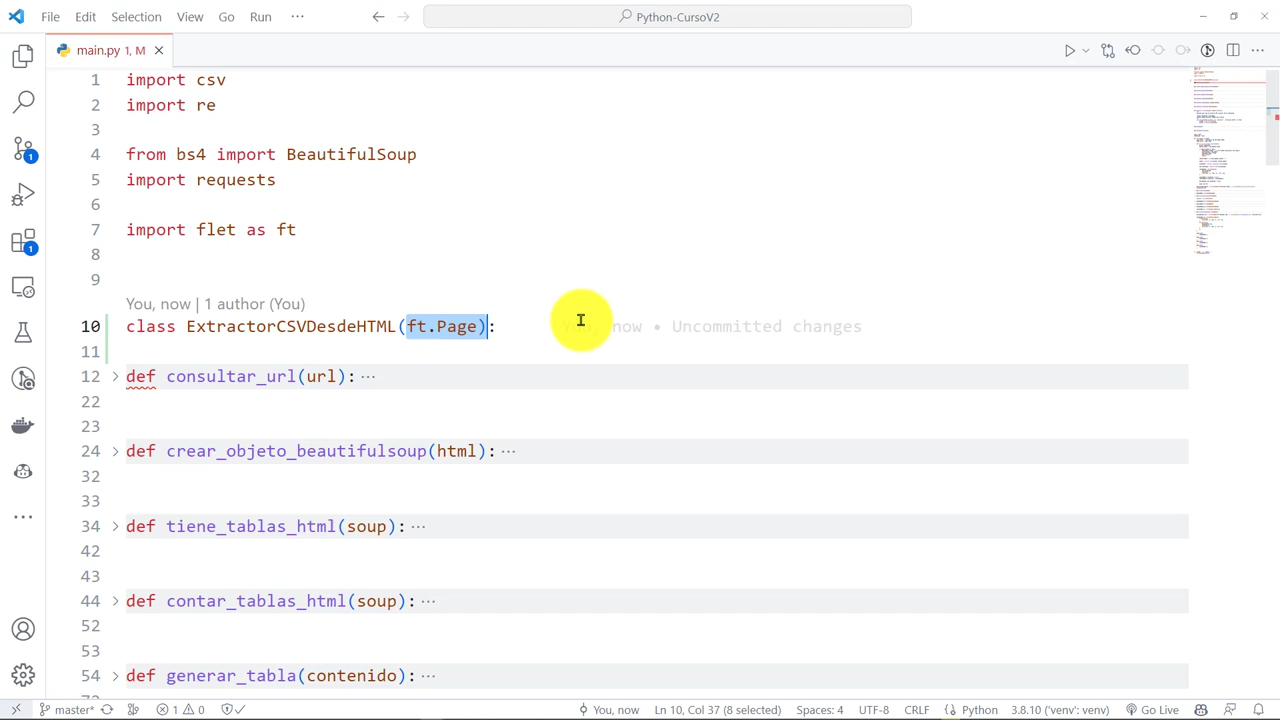 File Edit Selection View Go Run ··· Python-CursoV2
main.py 1, M
1 import csv
2 import re
3
4 from bs4 import BeautifulSoup
5 import requests
6
7 import flet as ft
8
9
You, now | 1 author (You)
10 class ExtractorCSVDesdeHTML(ft.Page): You, now • Uncommitted changes
11
12 def consultar_url(url): ···
22
23
24 def crear_objeto_beautifulsoup(html): ···
32
33
34 def tiene_tablas_html(soup): ···
42
43
44 def contar_tablas_html(soup): ···
52
53
54 def generar_tabla(contenido): ···
1
1
master* 1 0 You, now Ln 10, Col 37 (8 selected) Spaces: 4 UTF-8 CRLF Python 3.8.10 ('venv': venv) Go Live